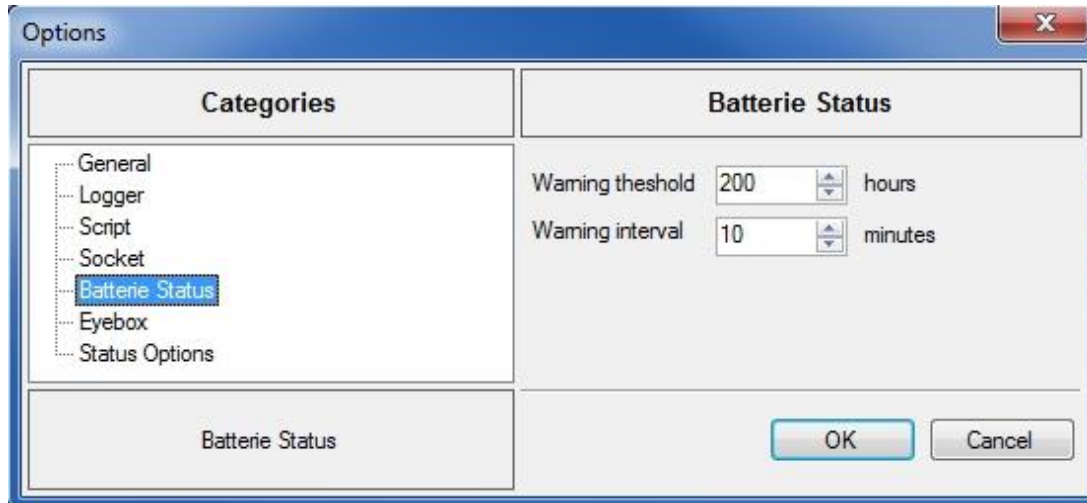 Options
Categories
General
Logger
Script
Socket
Batterie Status
Eyebox
Status Options
Batterie Status
Batterie Status
Warning theshold 200 hours
Warning interval 10 minutes
OK Cancel